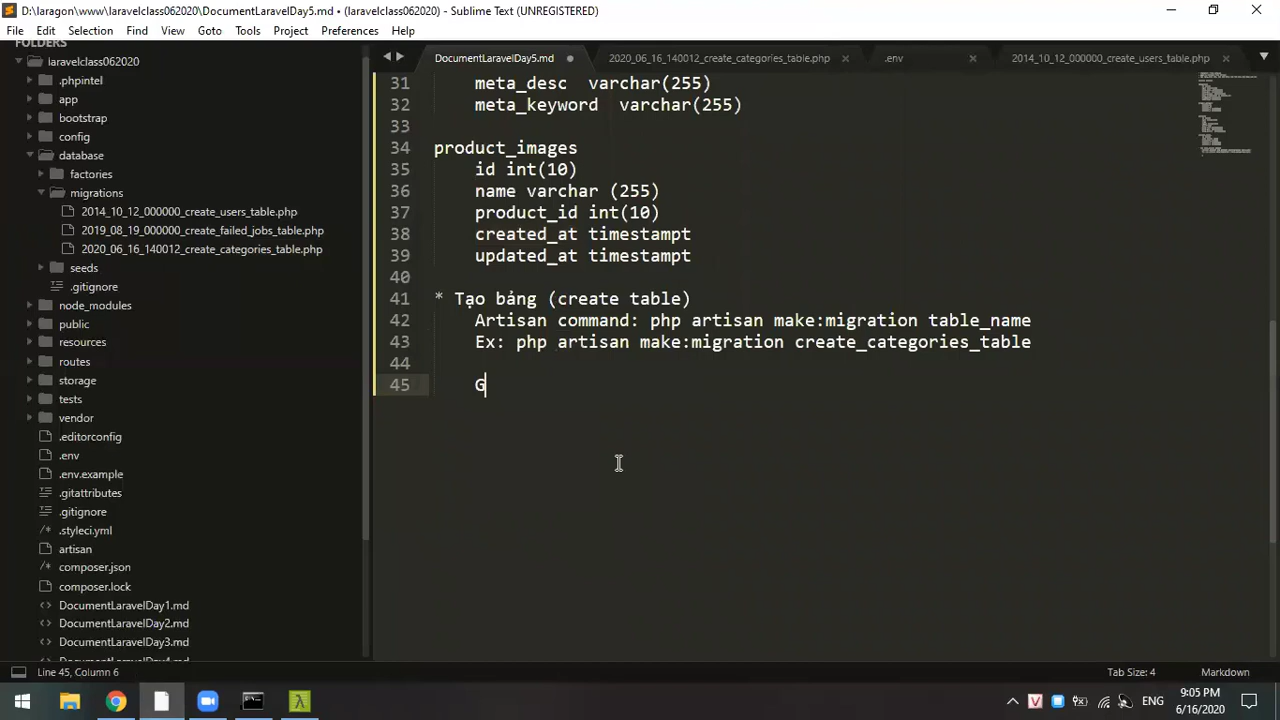 D:\laragon\www\laravelclass062020\DocumentLaravelDay5.md • (laravelclass062020) - Sublime Text (UNREGISTERED)
File Edit Selection Find View Goto Tools Project Preferences Help
FOLDERS
laravelclass062020
.phpintel
app
bootstrap
config
database
factories
migrations
2014_10_12_000000_create_users_table.php
2019_08_19_000000_create_failed_jobs_table.php
2020_06_16_140012_create_categories_table.php
seeds
.gitignore
node_modules
public
resources
routes
storage
tests
vendor
.editorconfig
.env
.env.example
.gitattributes
.gitignore
.styleci.yml
artisan
composer.json
composer.lock
DocumentLaravelDay1.md
DocumentLaravelDay2.md
DocumentLaravelDay3.md
DocumentLaravelDay4.md
DocumentLaravelDay5.md 2020_06_16_140012_create_categories_table.php .env 2014_10_12_000000_create_users_table.php
31 meta_desc varchar(255)
32 meta_keyword varchar(255)
33
34 product_images
35 id int(10)
36 name varchar (255)
37 product_id int(10)
38 created_at timestampt
39 updated_at timestampt
40
41 * Tạo bảng (create table)
42 Artisan command: php artisan make:migration table_name
43 Ex: php artisan make:migration create_categories_table
44
45 G
Line 45, Column 6 Tab Size: 4 Markdown
ENG 9:05 PM
6/16/2020